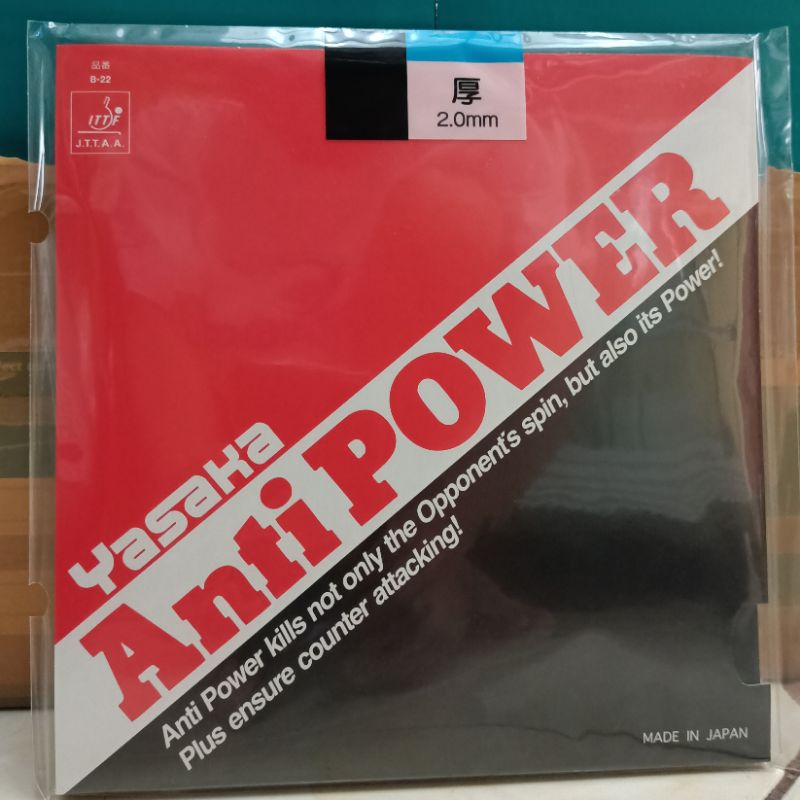 品番
B-22
ITTF
J.T.T.A.A.
厚
2.0mm
Yasaka
Anti POWER
Anti Power kills not only the Opponent's spin, but also its Power!
Plus ensure counter attacking!
MADE IN JAPAN